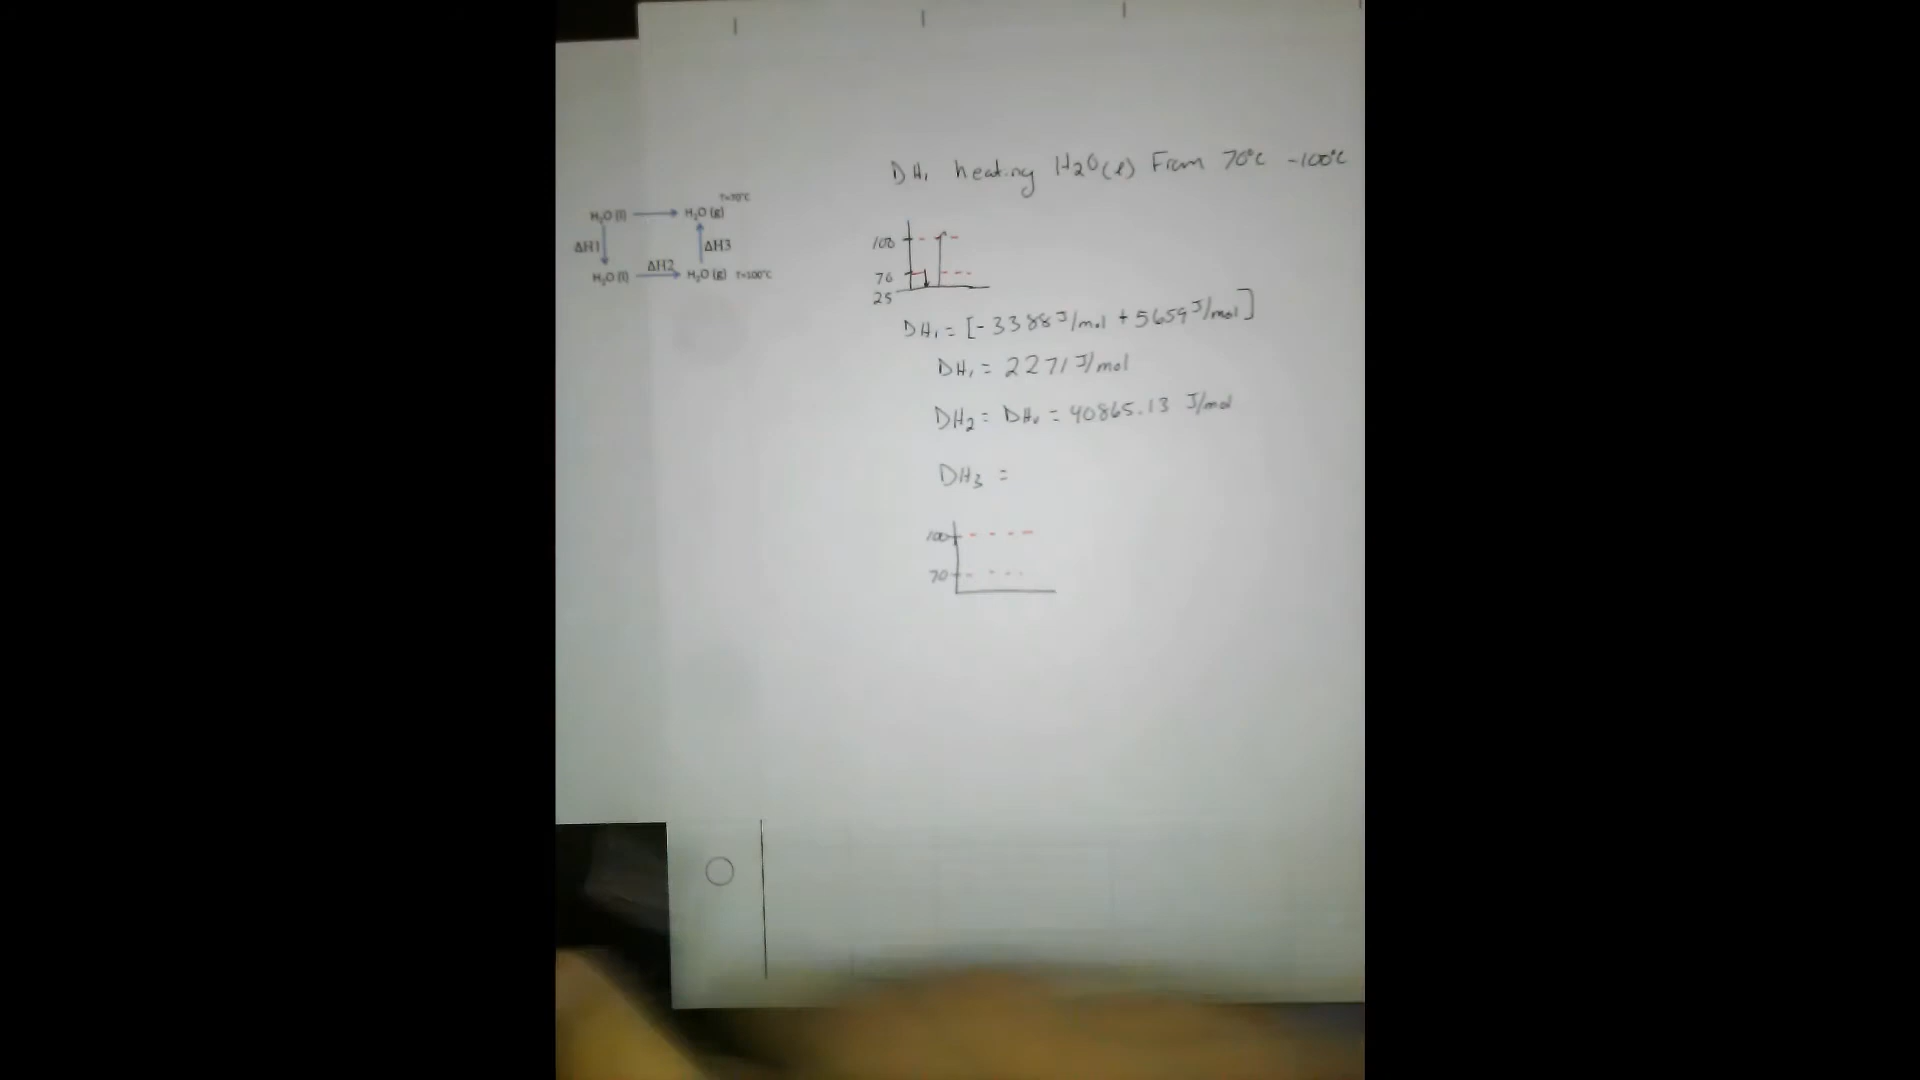 DH₁ heating H₂O(l) From 70°C -100°C
T=70°C
H₂O (l) H₂O (g)
ΔH1 ΔH3
ΔH2
H₂O (l) H₂O (g) T=100°C
100
70
25
DH₁ = [-3388 J/mol + 5659 J/mol]
DH₁ = 2271 J/mol
DH₂ = DHᵥ = 40865.13 J/mol
DH₃ =
100
70